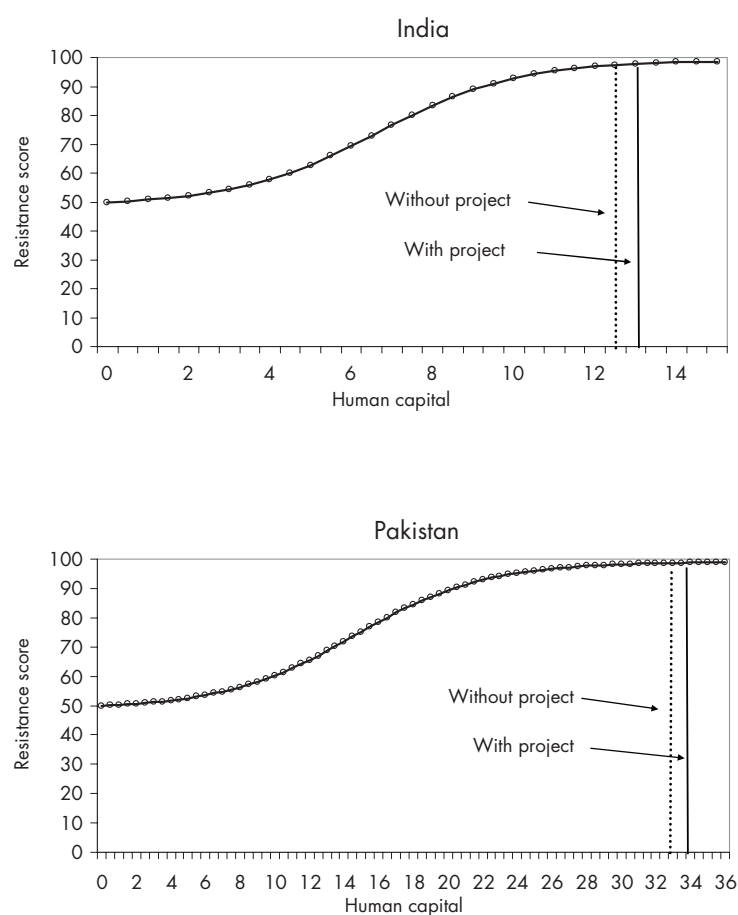 India
100
90
80
70
60
50
40
30
20
10
0
Resistance score
Without project
With project
0 2 4 6 8 10 12 14
Human capital
Pakistan
100
90
80
70
60
50
40
30
20
10
0
Resistance score
Without project
With project
0 2 4 6 8 10 12 14 16 18 20 22 24 26 28 30 32 34 36
Human capital